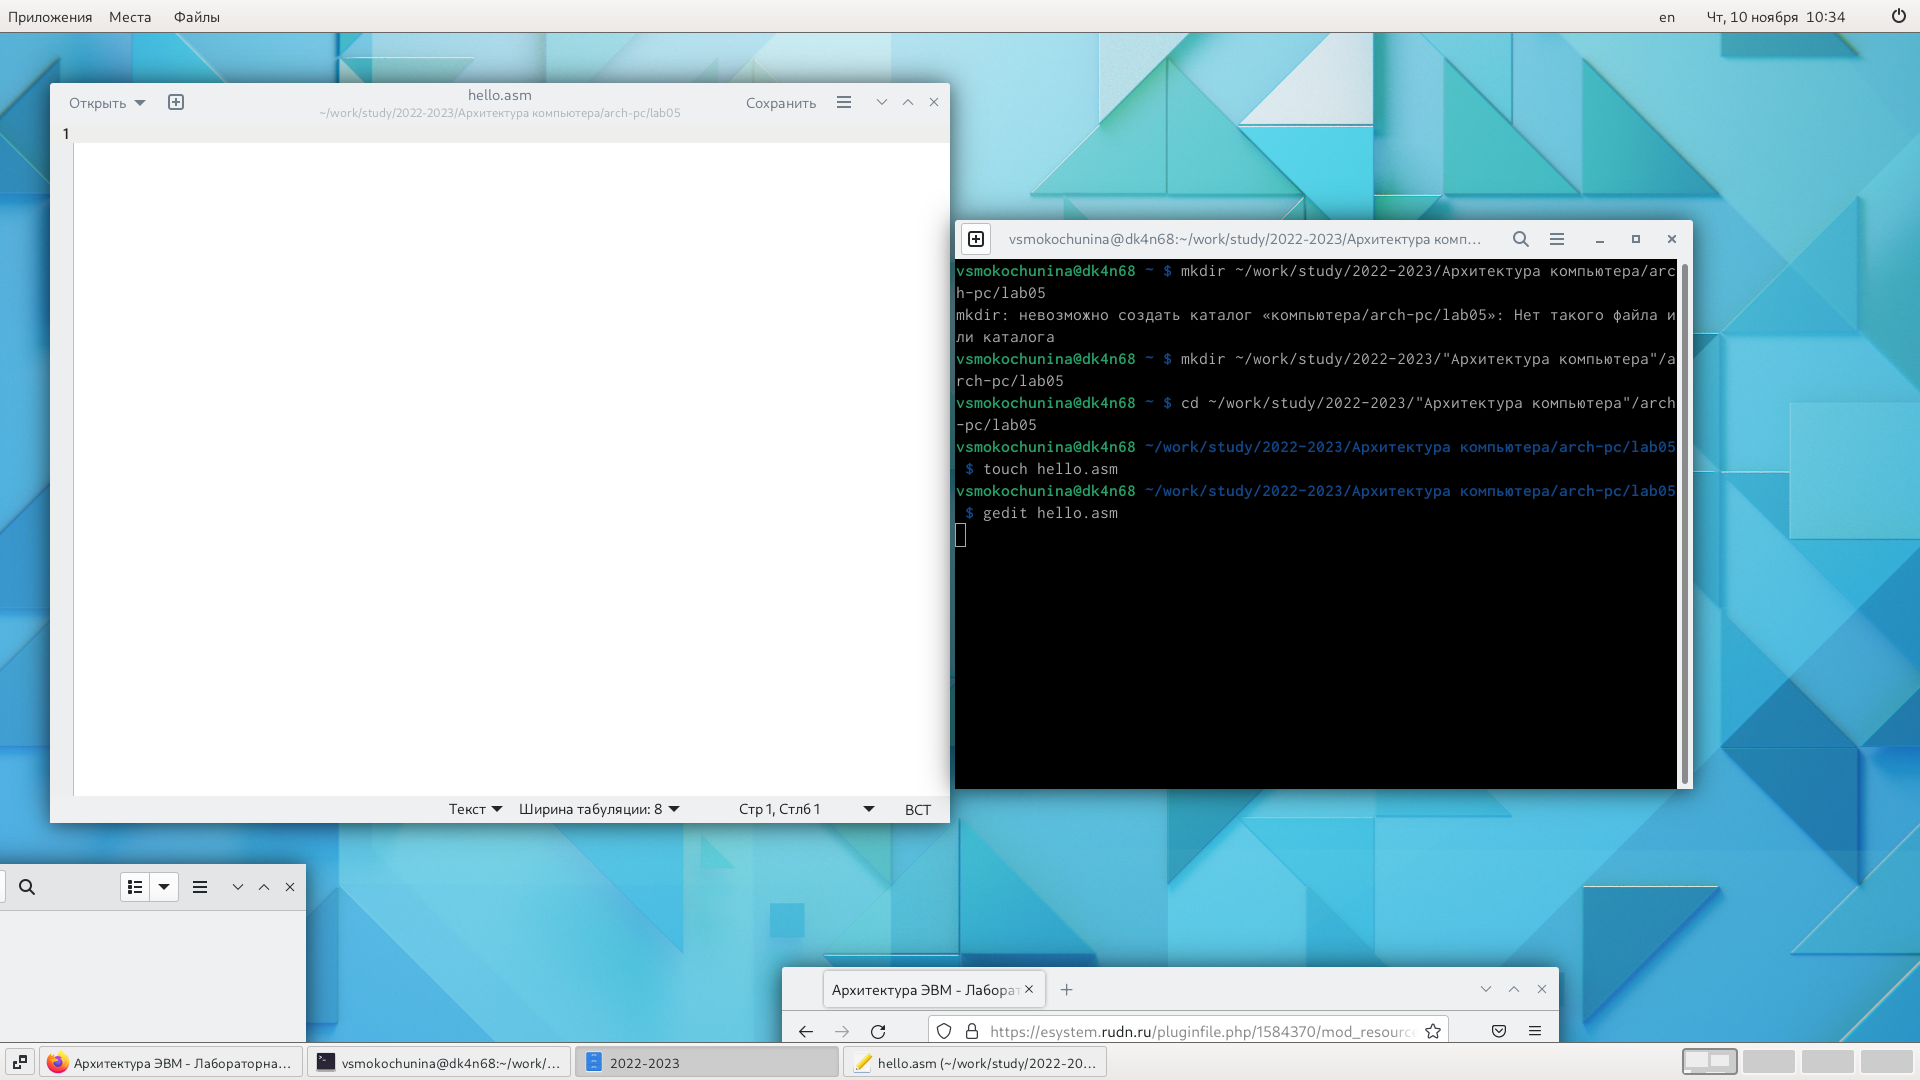 Приложения Места Файлы en Чт, 10 ноября 10:34
Открыть hello.asm Сохранить
~/work/study/2022-2023/Архитектура компьютера/arch-pc/lab05
1
Текст Ширина табуляции: 8 Стр 1, Стлб 1 ВСТ
vsmokochunina@dk4n68:~/work/study/2022-2023/Архитектура комп…
vsmokochunina@dk4n68 ~ $ mkdir ~/work/study/2022-2023/Архитектура компьютера/arc
h-pc/lab05
mkdir: невозможно создать каталог «компьютера/arch-pc/lab05»: Нет такого файла и
ли каталога
vsmokochunina@dk4n68 ~ $ mkdir ~/work/study/2022-2023/"Архитектура компьютера"/a
rch-pc/lab05
vsmokochunina@dk4n68 ~ $ cd ~/work/study/2022-2023/"Архитектура компьютера"/arch
-pc/lab05
vsmokochunina@dk4n68 ~/work/study/2022-2023/Архитектура компьютера/arch-pc/lab05
$ touch hello.asm
vsmokochunina@dk4n68 ~/work/study/2022-2023/Архитектура компьютера/arch-pc/lab05
$ gedit hello.asm
Архитектура ЭВМ - Лаборат
https://esystem.rudn.ru/pluginfile.php/1584370/mod_resource
Архитектура ЭВМ - Лабораторна… vsmokochunina@dk4n68:~/work/… 2022-2023 hello.asm (~/work/study/2022-20…